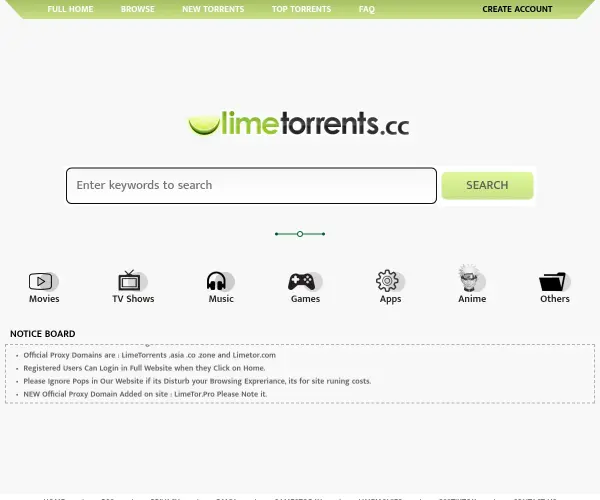 FULL HOME BROWSE NEW TORRENTS TOP TORRENTS FAQ CREATE ACCOUNT
limetorrents.cc
Enter keywords to search SEARCH
Movies TV Shows Music Games Apps Anime Others
NOTICE BOARD
Official Proxy Domains are : LimeTorrents .asia .co .zone and Limetor.com
Registered Users Can Login in Full Website when they Click on Home.
Please Ignore Pops in Our Website if its Disturb your Browsing Expreriance, its for site runing costs.
NEW Official Proxy Domain Added on site : LimeTor.Pro Please Note it.